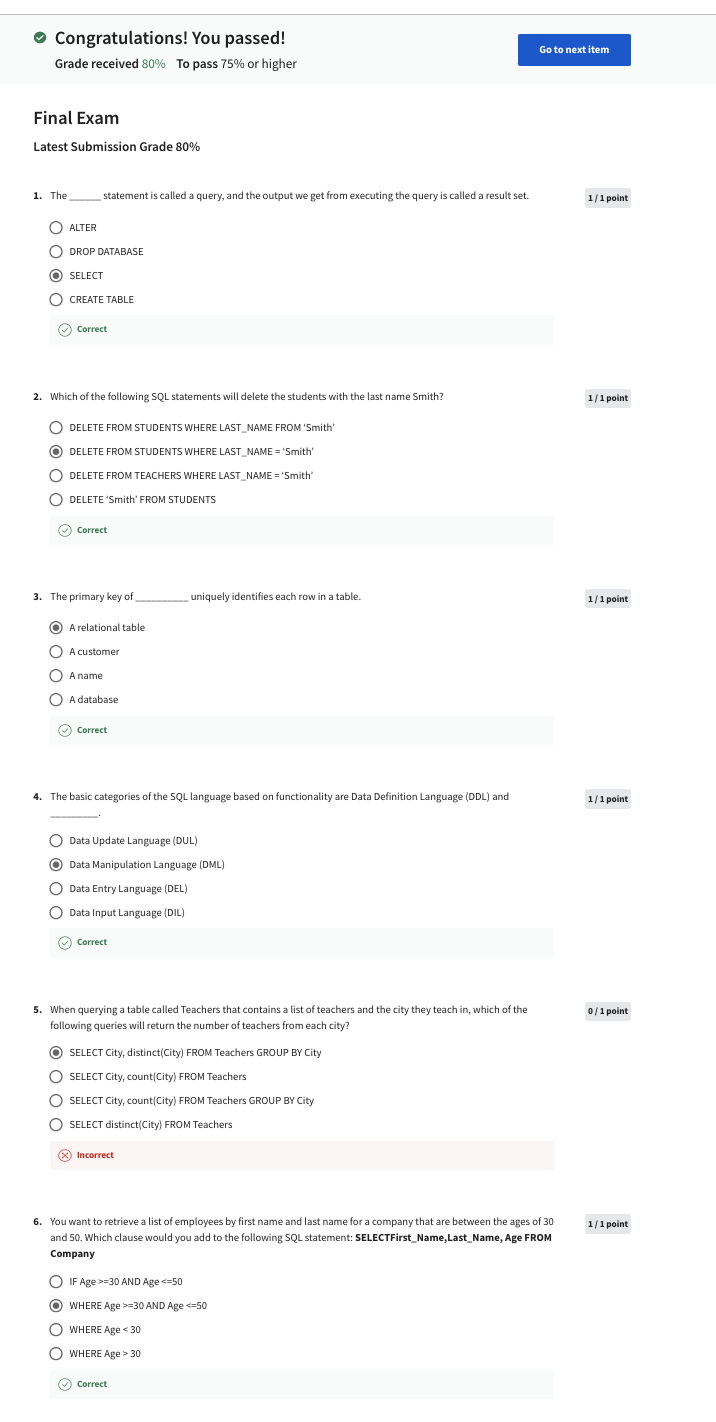 Congratulations! You passed!
Grade received 80% To pass 75% or higher
Go to next item
Final Exam
Latest Submission Grade 80%
1. The ______ statement is called a query, and the output we get from executing the query is called a result set.
1 / 1 point
ALTER
DROP DATABASE
SELECT
CREATE TABLE
Correct
2. Which of the following SQL statements will delete the students with the last name Smith?
1 / 1 point
DELETE FROM STUDENTS WHERE LAST_NAME FROM ‘Smith’
DELETE FROM STUDENTS WHERE LAST_NAME = ‘Smith’
DELETE FROM TEACHERS WHERE LAST_NAME = ‘Smith’
DELETE ‘Smith’ FROM STUDENTS
Correct
3. The primary key of __________ uniquely identifies each row in a table.
1 / 1 point
A relational table
A customer
A name
A database
Correct
4. The basic categories of the SQL language based on functionality are Data Definition Language (DDL) and
_________.
1 / 1 point
Data Update Language (DUL)
Data Manipulation Language (DML)
Data Entry Language (DEL)
Data Input Language (DIL)
Correct
5. When querying a table called Teachers that contains a list of teachers and the city they teach in, which of the
following queries will return the number of teachers from each city?
0 / 1 point
SELECT City, distinct(City) FROM Teachers GROUP BY City
SELECT City, count(City) FROM Teachers
SELECT City, count(City) FROM Teachers GROUP BY City
SELECT distinct(City) FROM Teachers
Incorrect
6. You want to retrieve a list of employees by first name and last name for a company that are between the ages of 30
and 50. Which clause would you add to the following SQL statement: SELECTFirst_Name,Last_Name, Age FROM
Company
1 / 1 point
IF Age >=30 AND Age <=50
WHERE Age >=30 AND Age <=50
WHERE Age < 30
WHERE Age > 30
Correct